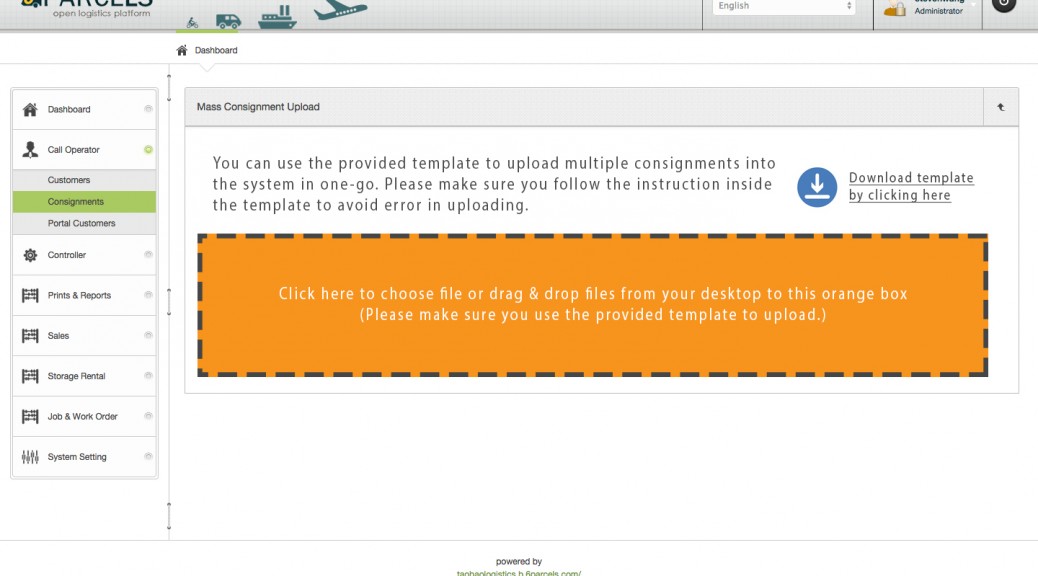 PARCELS
open logistics platform
English
Administrator
Dashboard
Dashboard
Call Operator
Customers
Consignments
Portal Customers
Controller
Prints & Reports
Sales
Storage Rental
Job & Work Order
System Setting
Mass Consignment Upload
You can use the provided template to upload multiple consignments into
the system in one-go. Please make sure you follow the instruction inside
the template to avoid error in uploading.
Download template
by clicking here
Click here to choose file or drag & drop files from your desktop to this orange box
(Please make sure you use the provided template to upload.)
powered by